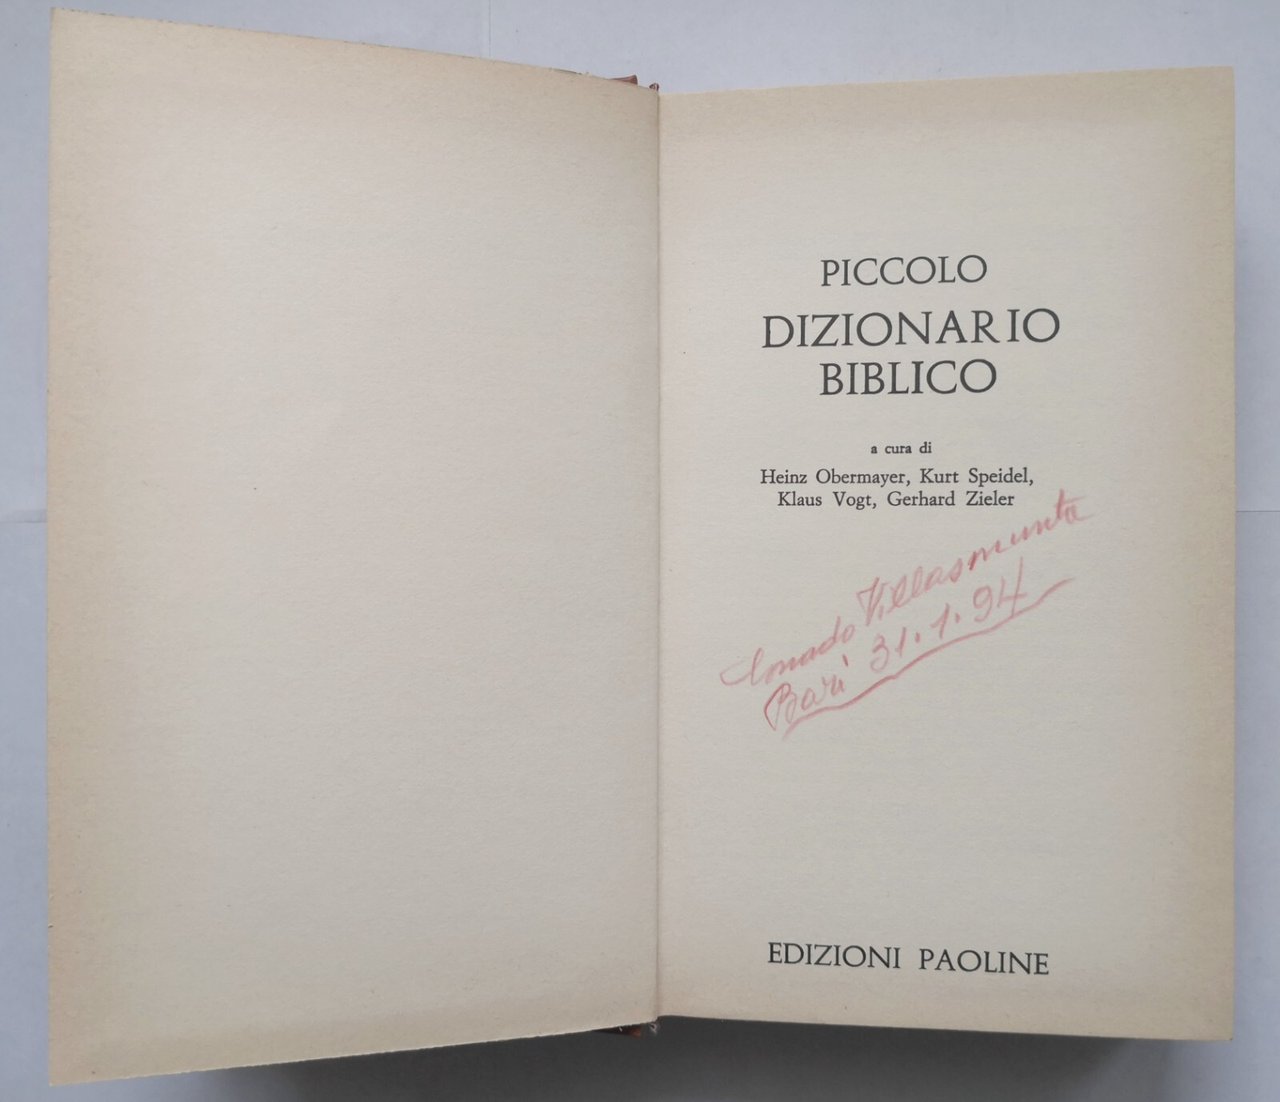 PICCOLO
DIZIONARIO
BIBLICO
a cura di
Heinz Obermayer, Kurt Speidel,
Klaus Vogt, Gerhard Zieler
Corrado Villasmunta
Bari 31.1.94
EDIZIONI PAOLINE